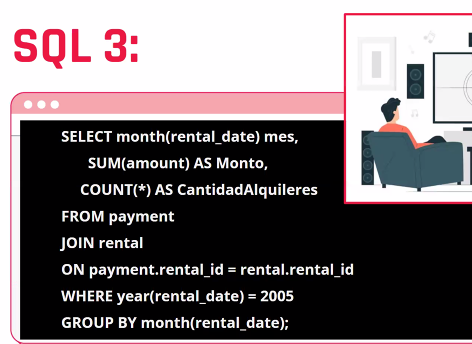 SQL 3:
SELECT month(rental_date) mes,
SUM(amount) AS Monto,
COUNT(*) AS CantidadAlquileres
FROM payment
JOIN rental
ON payment.rental_id = rental.rental_id
WHERE year(rental_date) = 2005
GROUP BY month(rental_date);